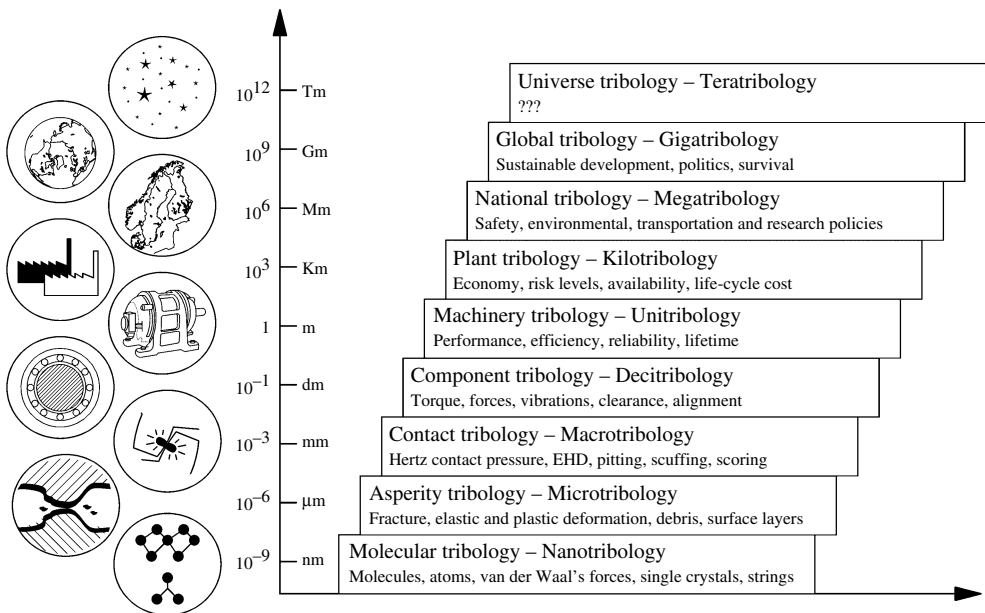 10^12 Tm
Universe tribology – Teratribology
???
10^9 Gm
Global tribology – Gigatribology
Sustainable development, politics, survival
10^6 Mm
National tribology – Megatribology
Safety, environmental, transportation and research policies
10^3 Km
Plant tribology – Kilotribology
Economy, risk levels, availability, life-cycle cost
1 m
Machinery tribology – Unitribology
Performance, efficiency, reliability, lifetime
10^−1 dm
Component tribology – Decitribology
Torque, forces, vibrations, clearance, alignment
10^−3 mm
Contact tribology – Macrotribology
Hertz contact pressure, EHD, pitting, scuffing, scoring
10^−6 μm
Asperity tribology – Microtribology
Fracture, elastic and plastic deformation, debris, surface layers
10^−9 nm
Molecular tribology – Nanotribology
Molecules, atoms, van der Waal's forces, single crystals, strings